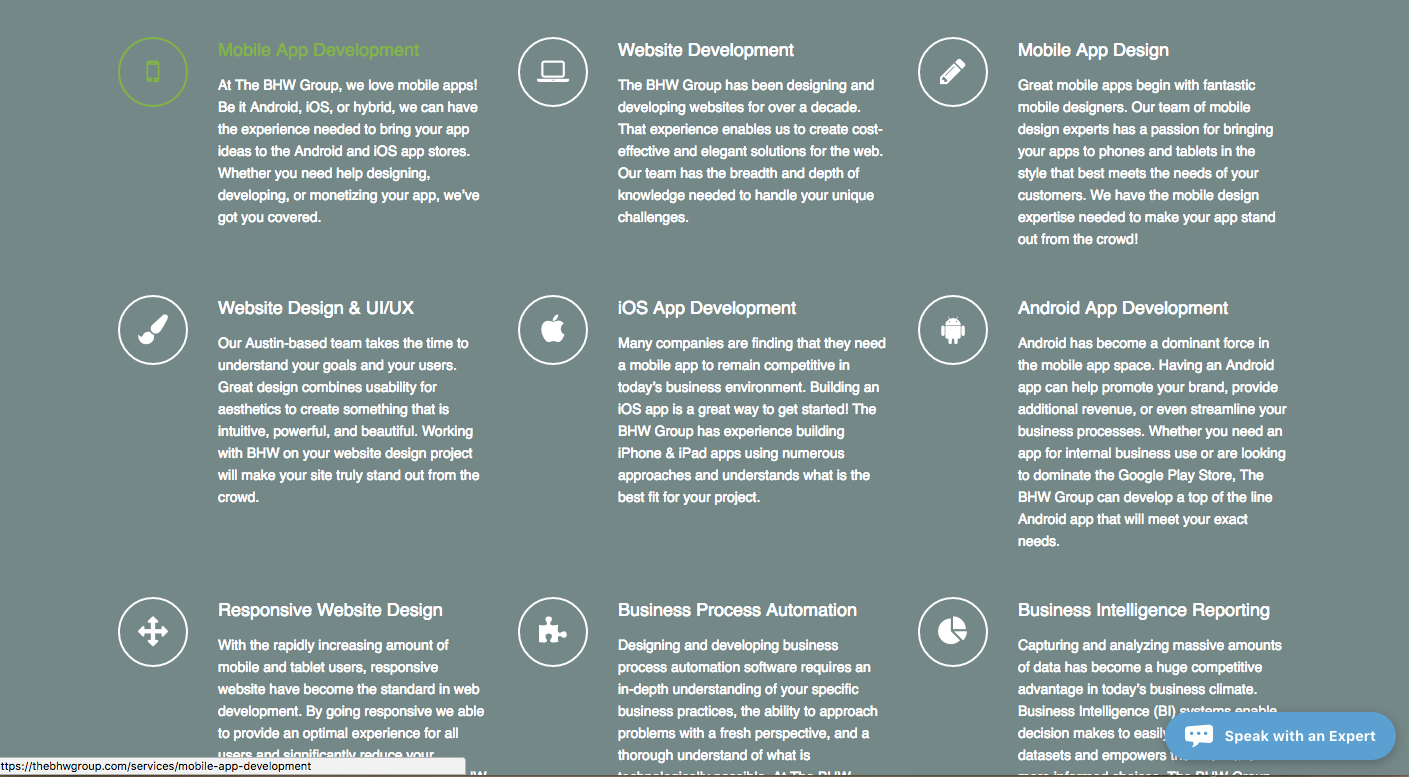 Mobile App Development
At The BHW Group, we love mobile apps!
Be it Android, iOS, or hybrid, we can have
the experience needed to bring your app
ideas to the Android and iOS app stores.
Whether you need help designing,
developing, or monetizing your app, we've
got you covered.
Website Development
The BHW Group has been designing and
developing websites for over a decade.
That experience enables us to create cost-
effective and elegant solutions for the web.
Our team has the breadth and depth of
knowledge needed to handle your unique
challenges.
Mobile App Design
Great mobile apps begin with fantastic
mobile designers. Our team of mobile
design experts has a passion for bringing
your apps to phones and tablets in the
style that best meets the needs of your
customers. We have the mobile design
expertise needed to make your app stand
out from the crowd!
Website Design & UI/UX
Our Austin-based team takes the time to
understand your goals and your users.
Great design combines usability for
aesthetics to create something that is
intuitive, powerful, and beautiful. Working
with BHW on your website design project
will make your site truly stand out from the
crowd.
iOS App Development
Many companies are finding that they need
a mobile app to remain competitive in
today's business environment. Building an
iOS app is a great way to get started! The
BHW Group has experience building
iPhone & iPad apps using numerous
approaches and understands what is the
best fit for your project.
Android App Development
Android has become a dominant force in
the mobile app space. Having an Android
app can help promote your brand, provide
additional revenue, or even streamline your
business processes. Whether you need an
app for internal business use or are looking
to dominate the Google Play Store, The
BHW Group can develop a top of the line
Android app that will meet your exact
needs.
Responsive Website Design
With the rapidly increasing amount of
mobile and tablet users, responsive
website have become the standard in web
development. By going responsive we able
to provide an optimal experience for all
users and significantly reduce your
Business Process Automation
Designing and developing business
process automation software requires an
in-depth understanding of your specific
business practices, the ability to approach
problems with a fresh perspective, and a
thorough understand of what is
technologically possible. At The BHW
Business Intelligence Reporting
Capturing and analyzing massive amounts
of data has become a huge competitive
advantage in today's business climate.
Business Intelligence (BI) systems enable
decision makes to easily
datasets and empowers
more informed choices. The BHW Group
Speak with an Expert
ttps://thebhwgroup.com/services/mobile-app-development